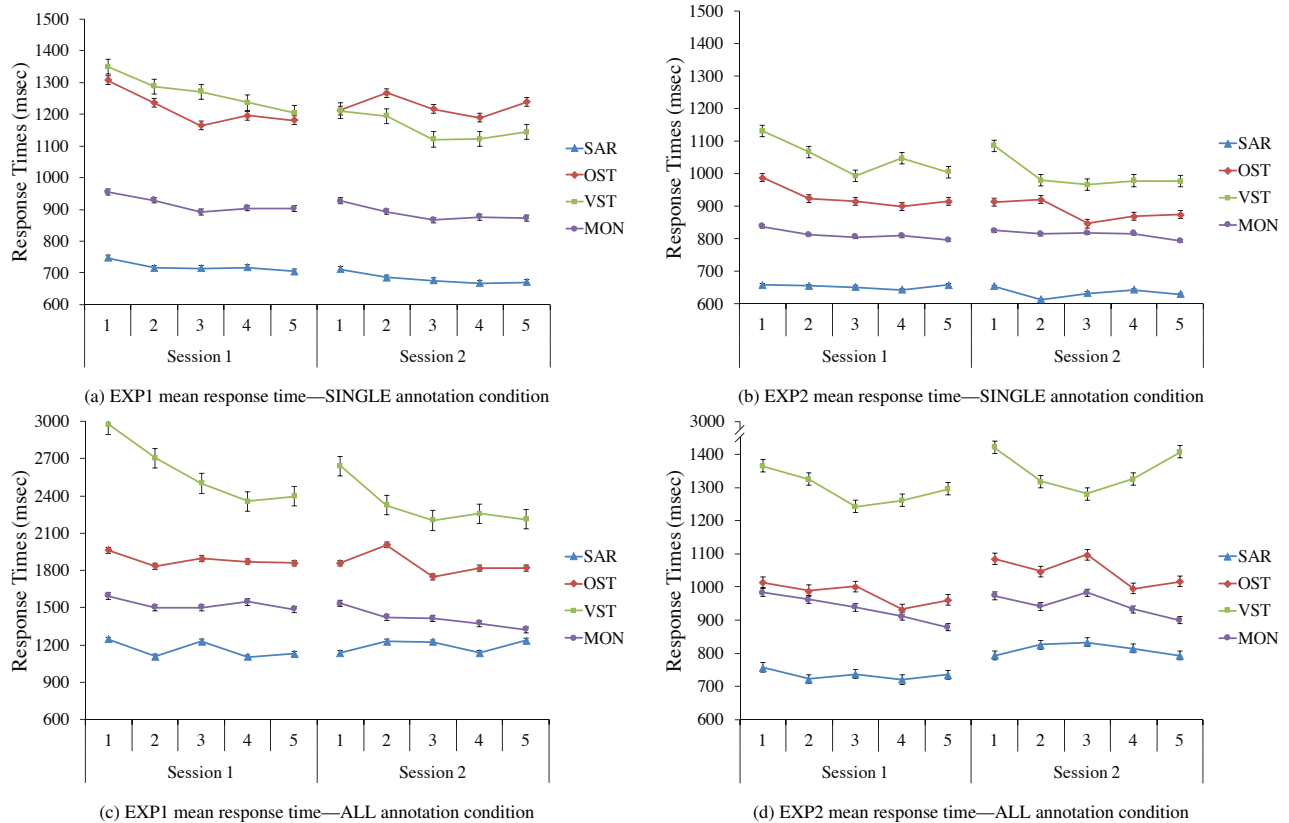 1500
1400
1300
1200
1100
1000
900
800
700
600
Response Times (msec)
1 2 3 4 5 1 2 3 4 5
Session 1 Session 2
SAR
OST
VST
MON
(a) EXP1 mean response time—SINGLE annotation condition
1500
1400
1300
1200
1100
1000
900
800
700
600
Response Times (msec)
1 2 3 4 5 1 2 3 4 5
Session 1 Session 2
SAR
OST
VST
MON
(b) EXP2 mean response time—SINGLE annotation condition
3000
2700
2400
2100
1800
1500
1200
900
600
Response Times (msec)
1 2 3 4 5 1 2 3 4 5
Session 1 Session 2
SAR
OST
VST
MON
(c) EXP1 mean response time—ALL annotation condition
3000
1400
1300
1200
1100
1000
900
800
700
600
Response Times (msec)
1 2 3 4 5 1 2 3 4 5
Session 1 Session 2
SAR
OST
VST
MON
(d) EXP2 mean response time—ALL annotation condition